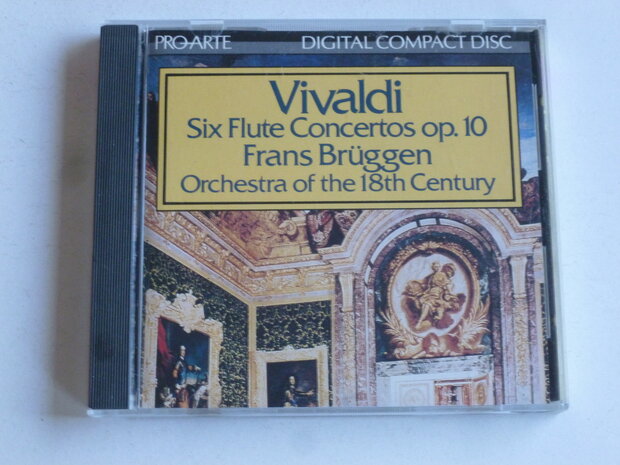 PRO ARTE DIGITAL COMPACT DISC
Vivaldi
Six Flute Concertos op. 10
Frans Brüggen
Orchestra of the 18th Century